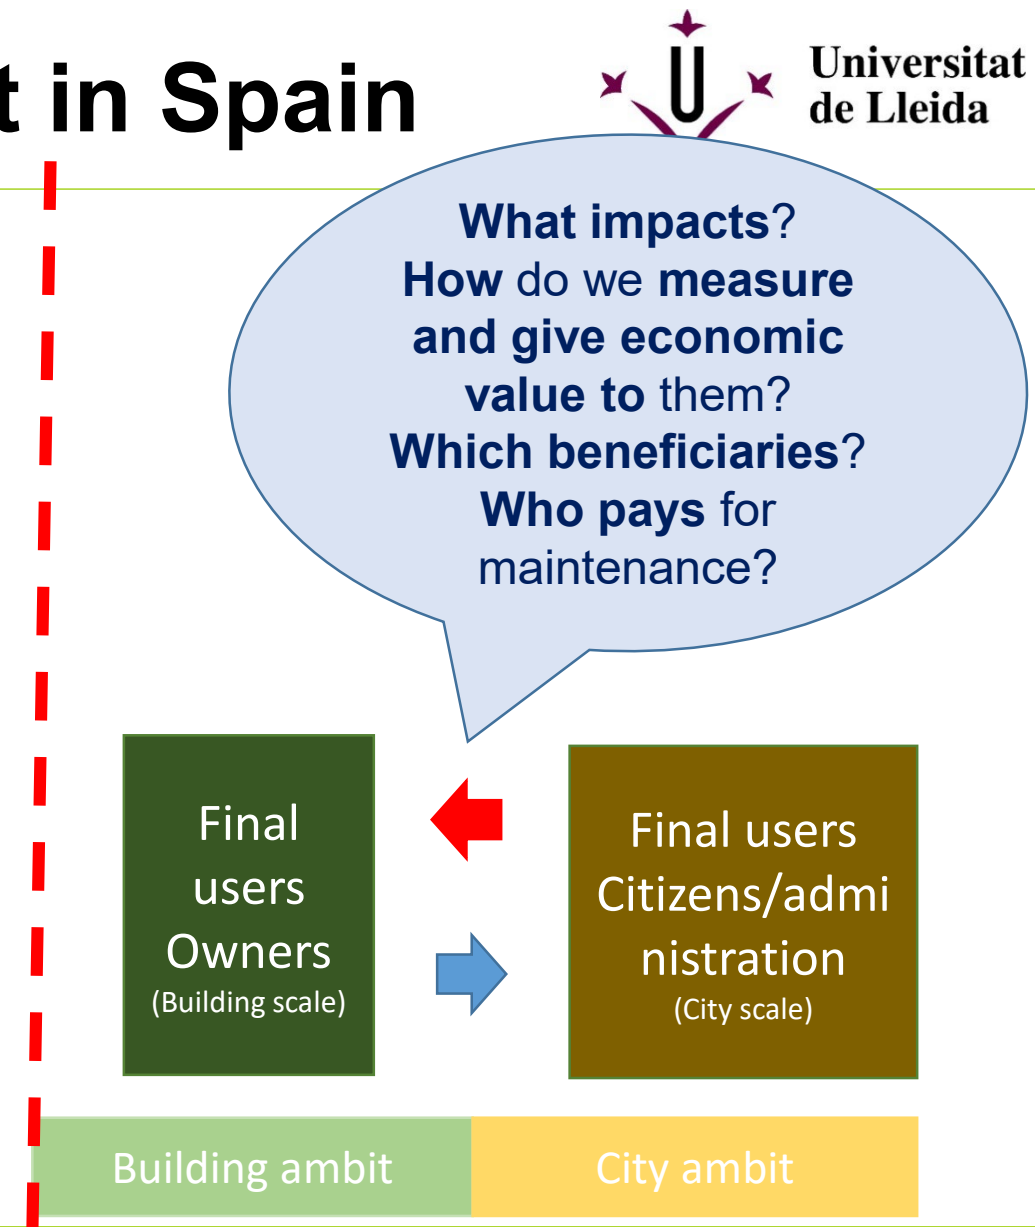 t in Spain
Universitat
de Lleida
What impacts?
How do we measure
and give economic
value to them?
Which beneficiaries?
Who pays for
maintenance?
Final
users
Owners
(Building scale)
Final users
Citizens/admi
nistration
(City scale)
Building ambit
City ambit